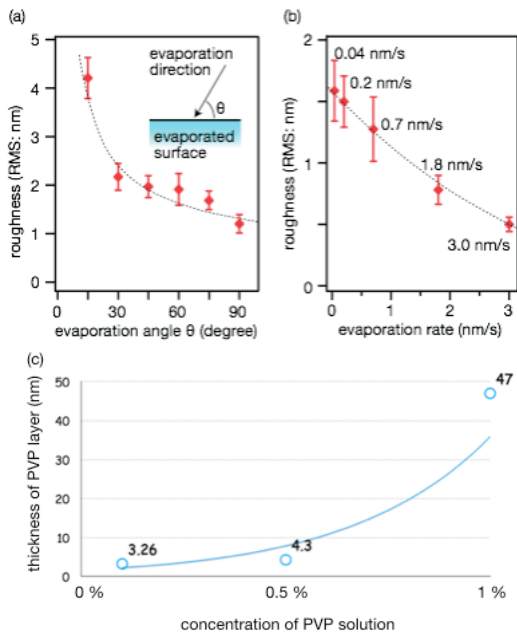 (a)
5
4
3
2
1
0
roughness (RMS: nm)
evaporation
direction
θ
evaporated
surface
0 30 60 90
evaporation angle θ (degree)
(b)
2
1
0
roughness (RMS: nm)
0.04 nm/s
0.2 nm/s
0.7 nm/s
1.8 nm/s
3.0 nm/s
0 1 2 3
evaporation rate (nm/s)
(c)
50
40
30
20
10
0
thickness of PVP layer (nm)
3.26
4.3
47
0 % 0.5 % 1 %
concentration of PVP solution